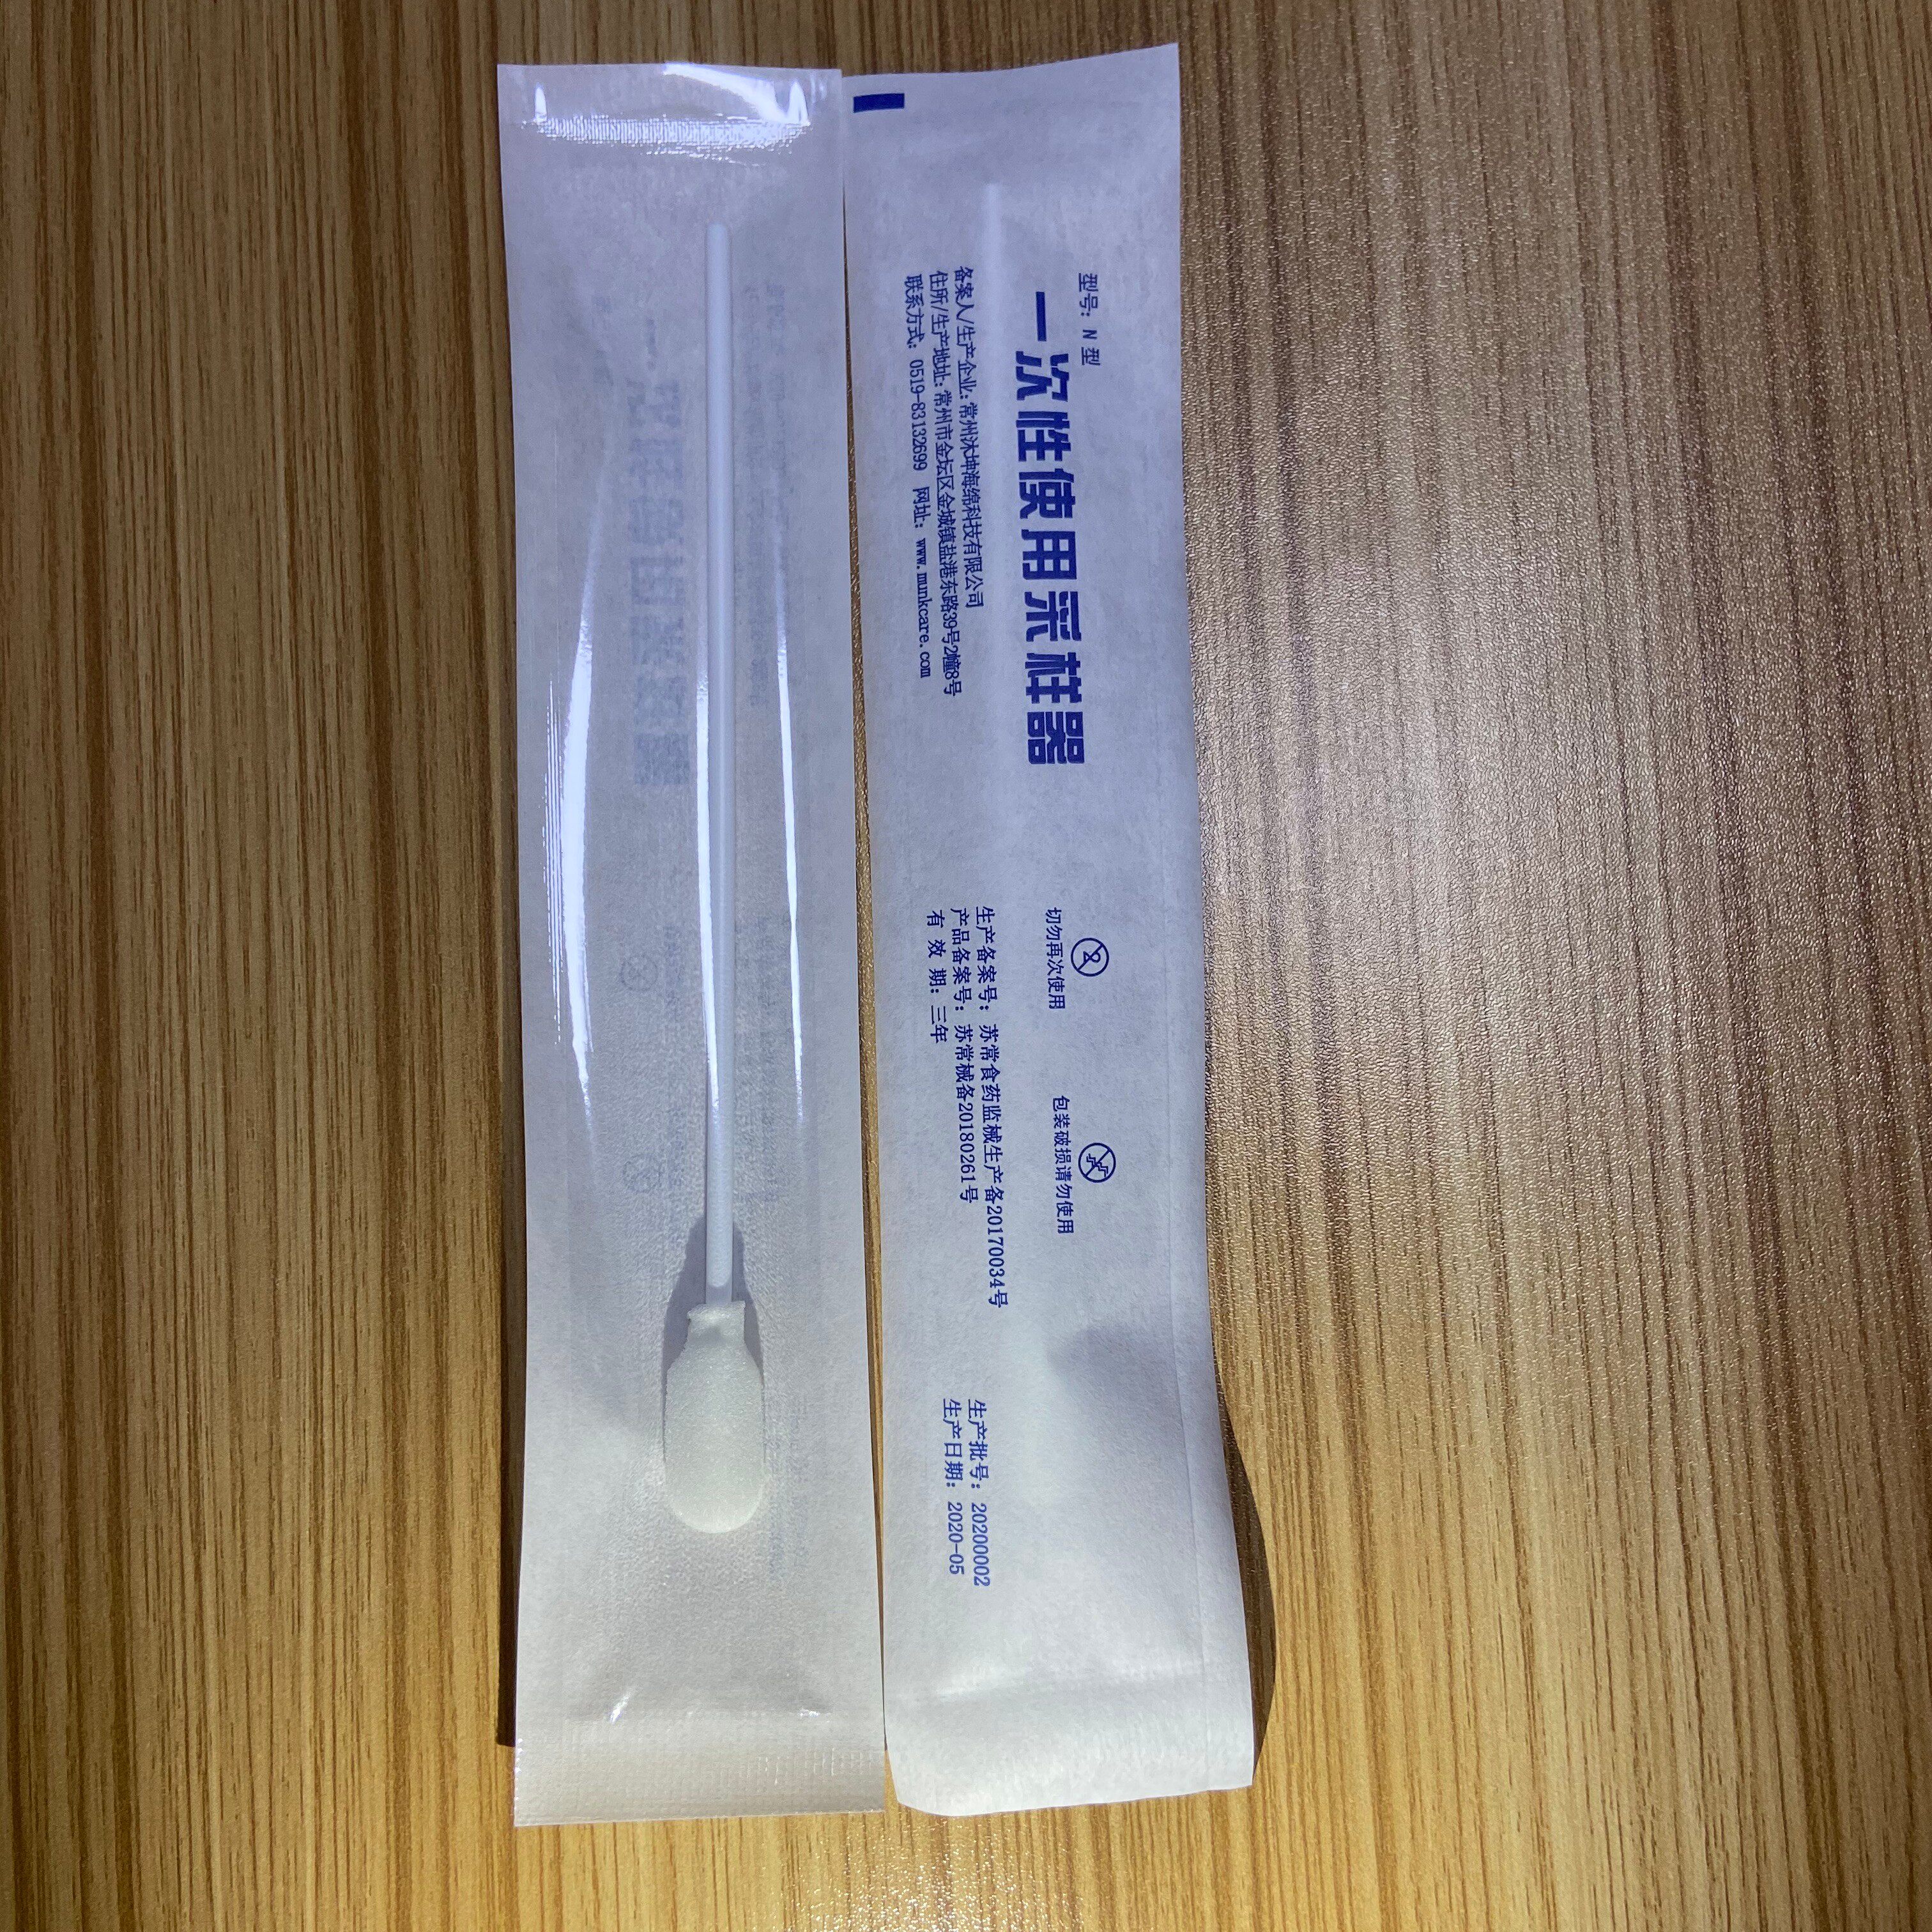 型号: N 型
一次性使用采样器
备案人/生产企业: 常州沐坤海绵科技有限公司
住所/生产地址: 常州市金坛区金城镇盐港东路39号2幢8号
联系方式: 0519-83132699 网址: www.munkcare.com
切勿再次使用
包装破损请勿使用
生产备案号: 苏常食药监械生产备20170034号
产品备案号: 苏常械备20180261号
有 效 期: 三年
生产批号: 20200002
生产日期: 2020-05